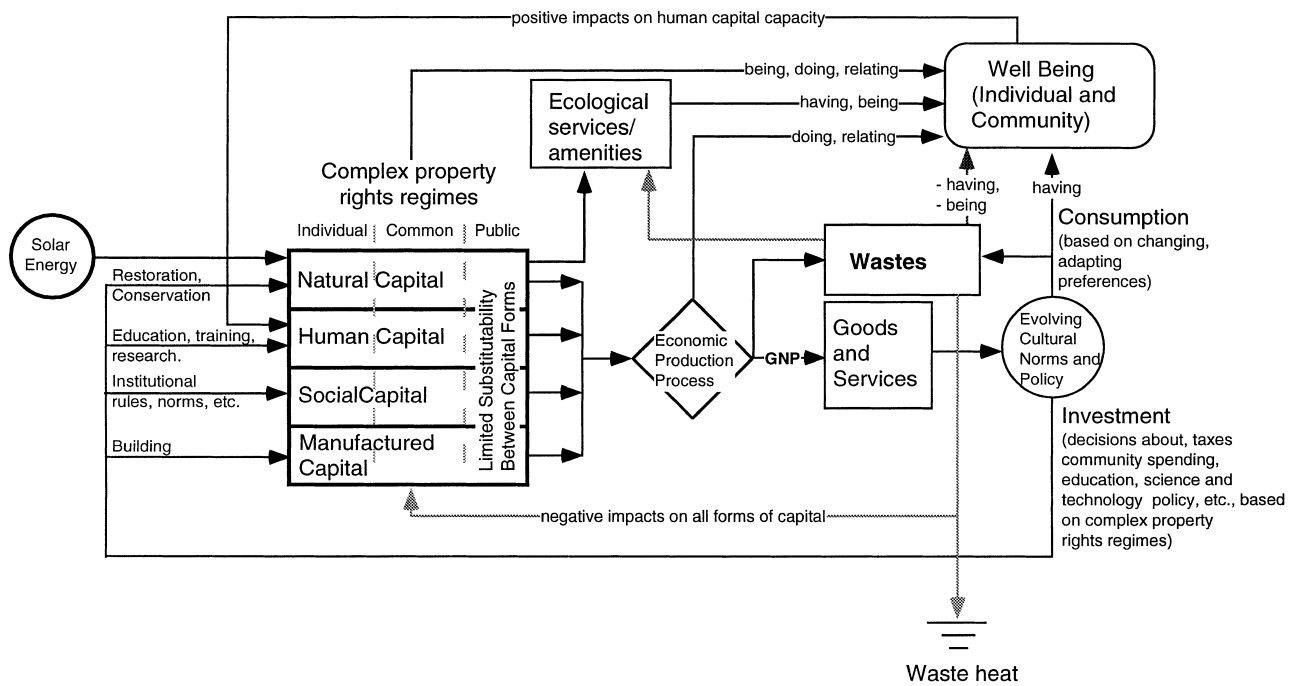 positive impacts on human capital capacity
being, doing, relating
Well Being
(Individual and
Community)
Ecological
services/
amenities
having, being
doing, relating
Complex property
rights regimes
- having,
- being
having
Individual Common Public
Consumption
(based on changing,
adapting
preferences)
Solar
Energy
Restoration,
Conservation
Natural Capital
Wastes
Education, training,
research.
Human Capital
Limited Substitutability
Between Capital Forms
Economic
Production
Process
GNP
Goods
and
Services
Evolving
Cultural
Norms and
Policy
Institutional
rules, norms, etc.
SocialCapital
Building
Manufactured
Capital
Investment
(decisions about, taxes
community spending,
education, science and
technology policy, etc., based
on complex property
rights regimes)
negative impacts on all forms of capital
Waste heat